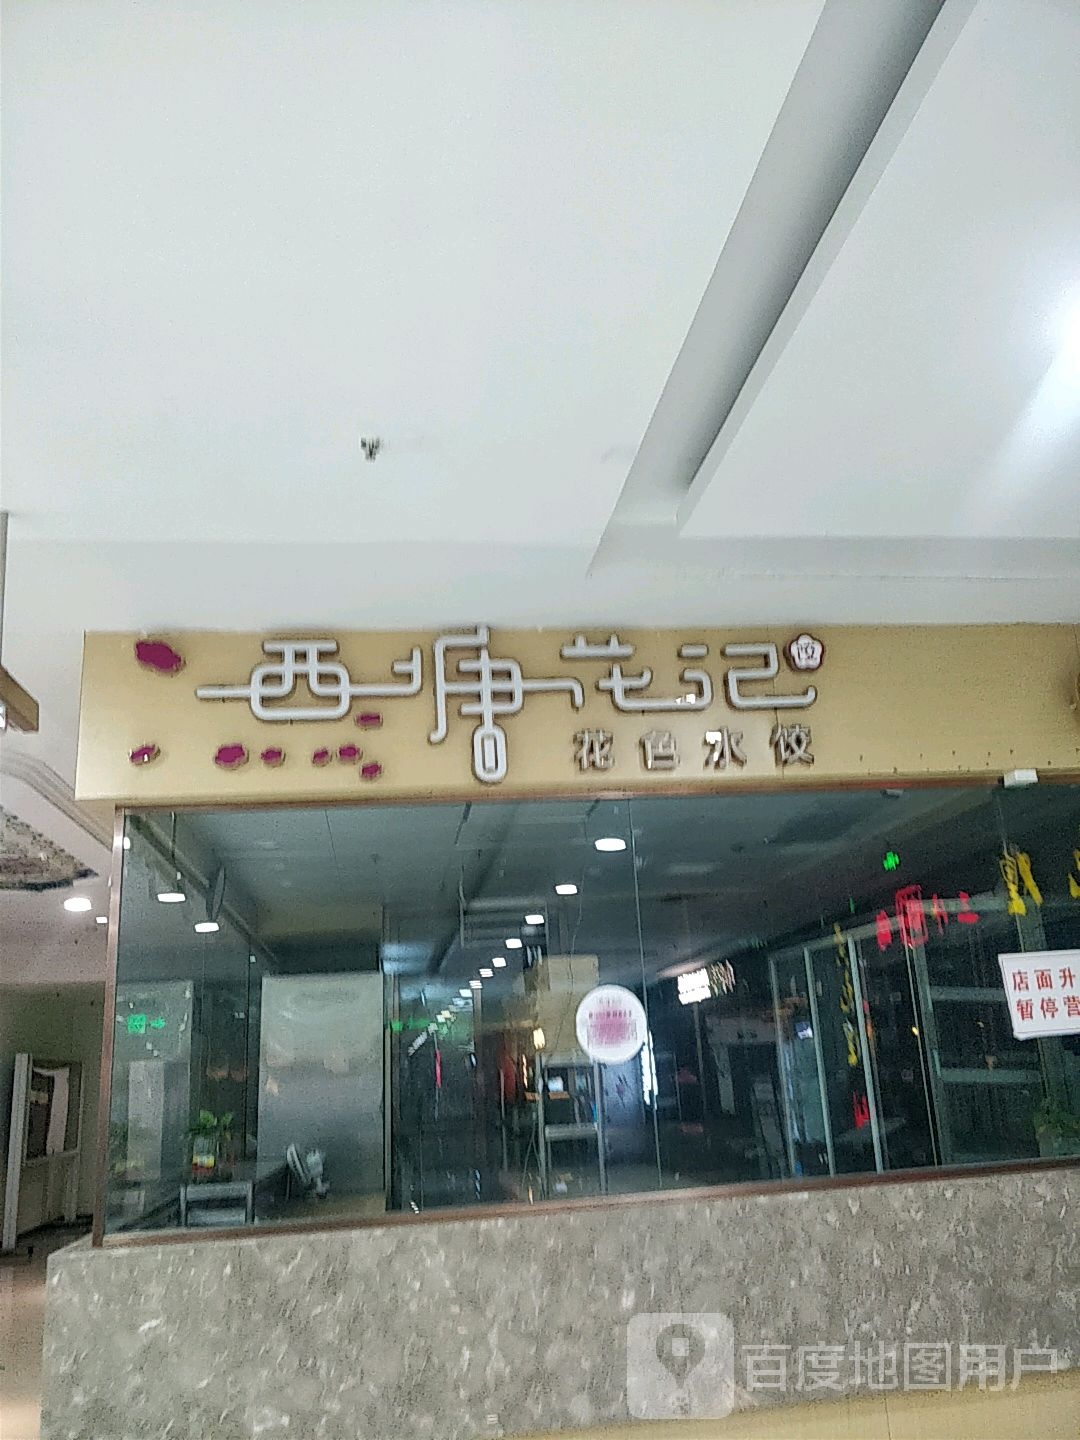 西塘花记
花色水饺
店面升
暂停营
百度地图用户